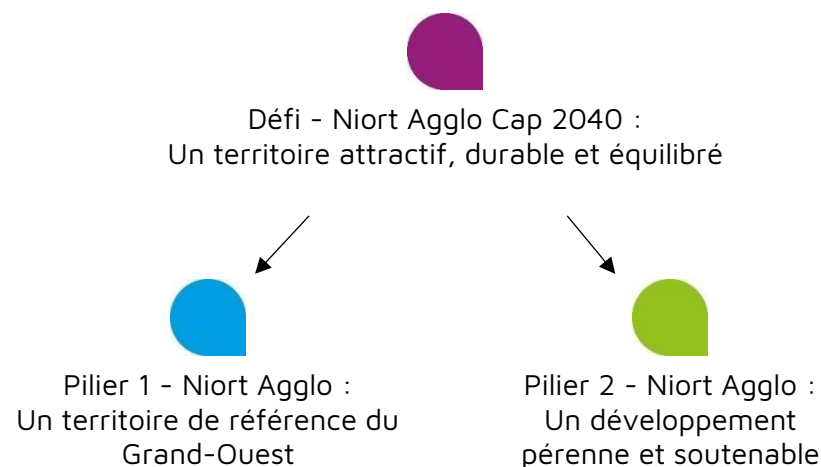 Défi - Niort Agglo Cap 2040 :
Un territoire attractif, durable et équilibré
Pilier 1 - Niort Agglo :
Un territoire de référence du
Grand-Ouest
Pilier 2 - Niort Agglo :
Un développement
pérenne et soutenable